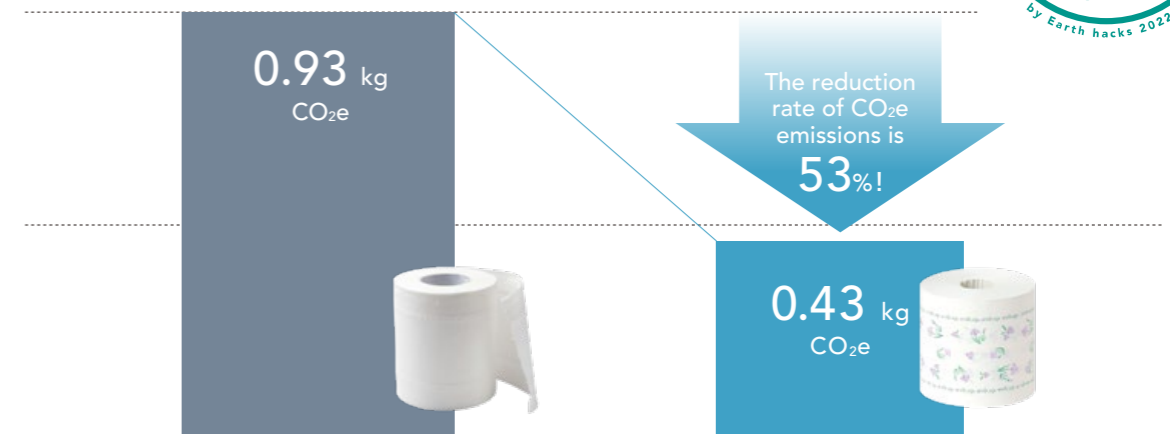 0.93 kg
CO₂e
The reduction
rate of CO₂e
emissions is
53%!
by Earth hacks 2022
0.43 kg
CO₂e